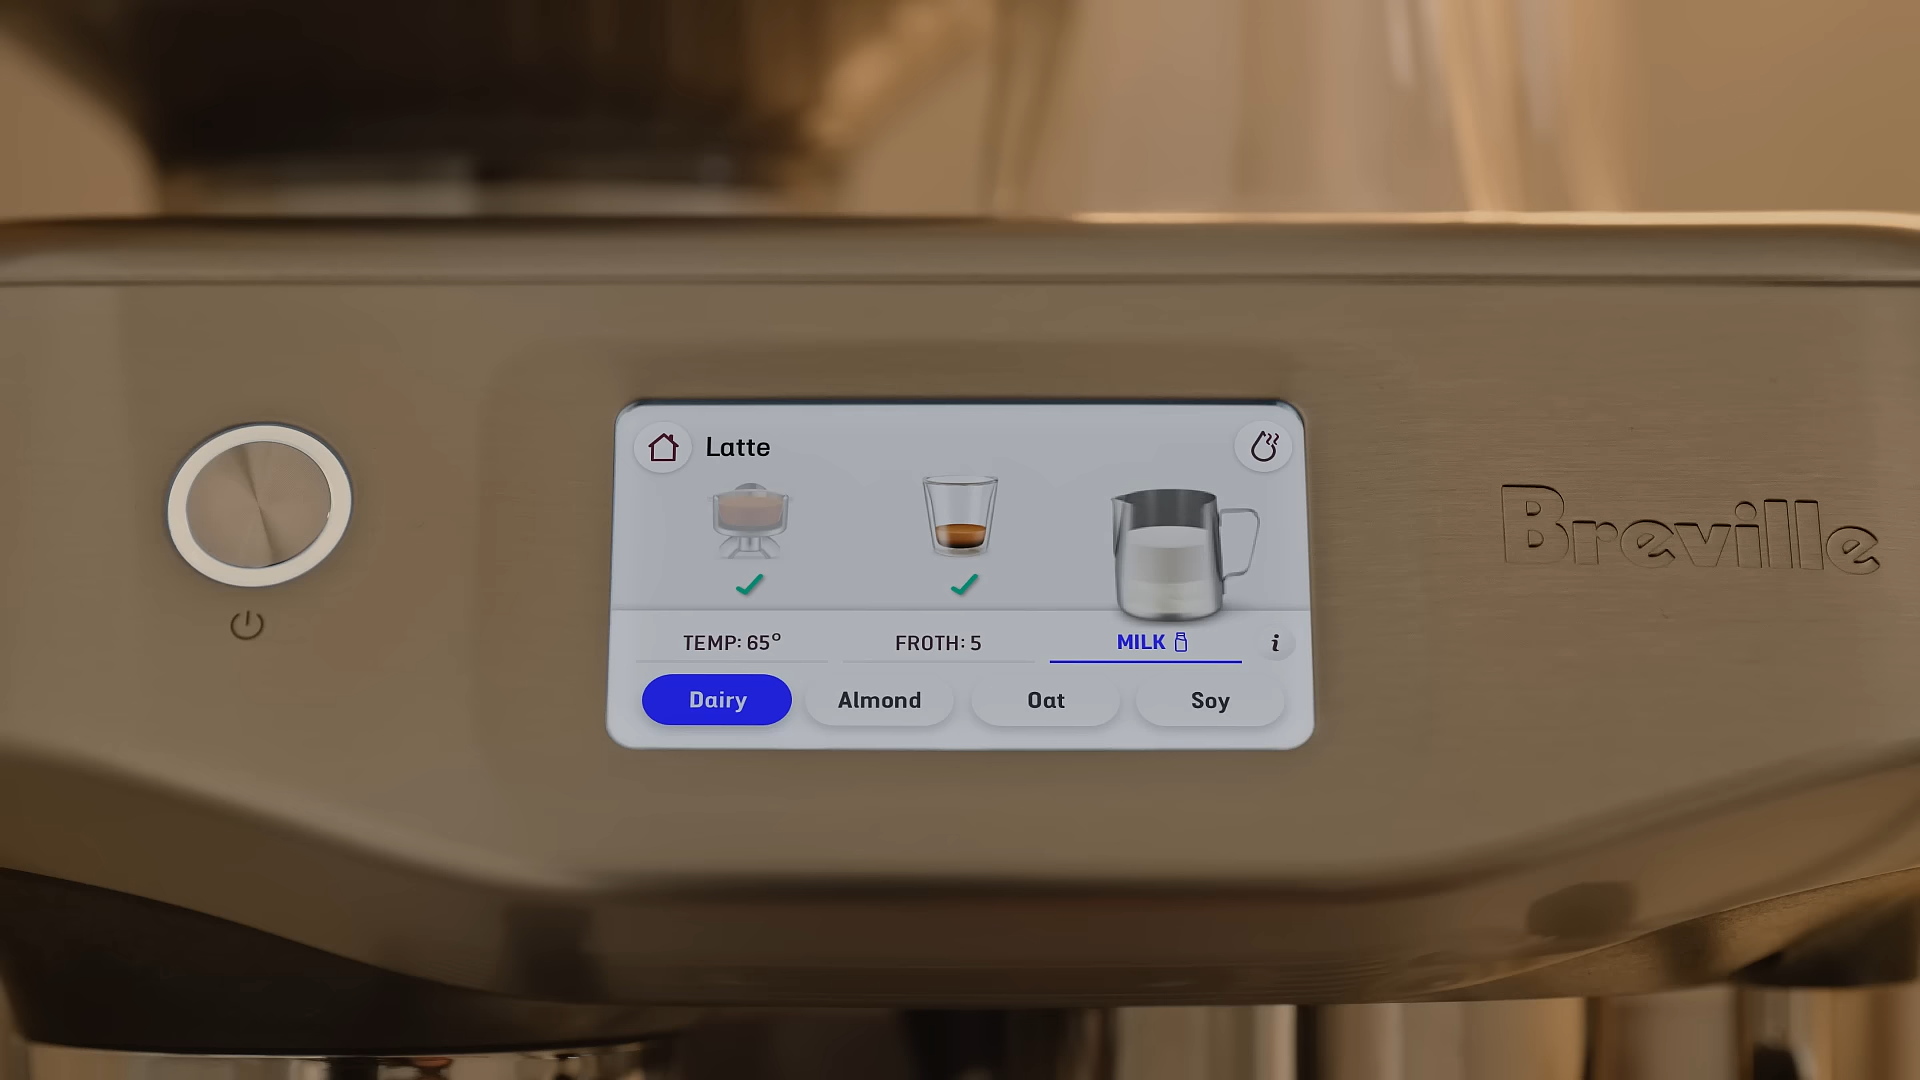 Latte
TEMP: 65°
FROTH: 5
MILK
i
Dairy
Almond
Oat
Soy
Breville